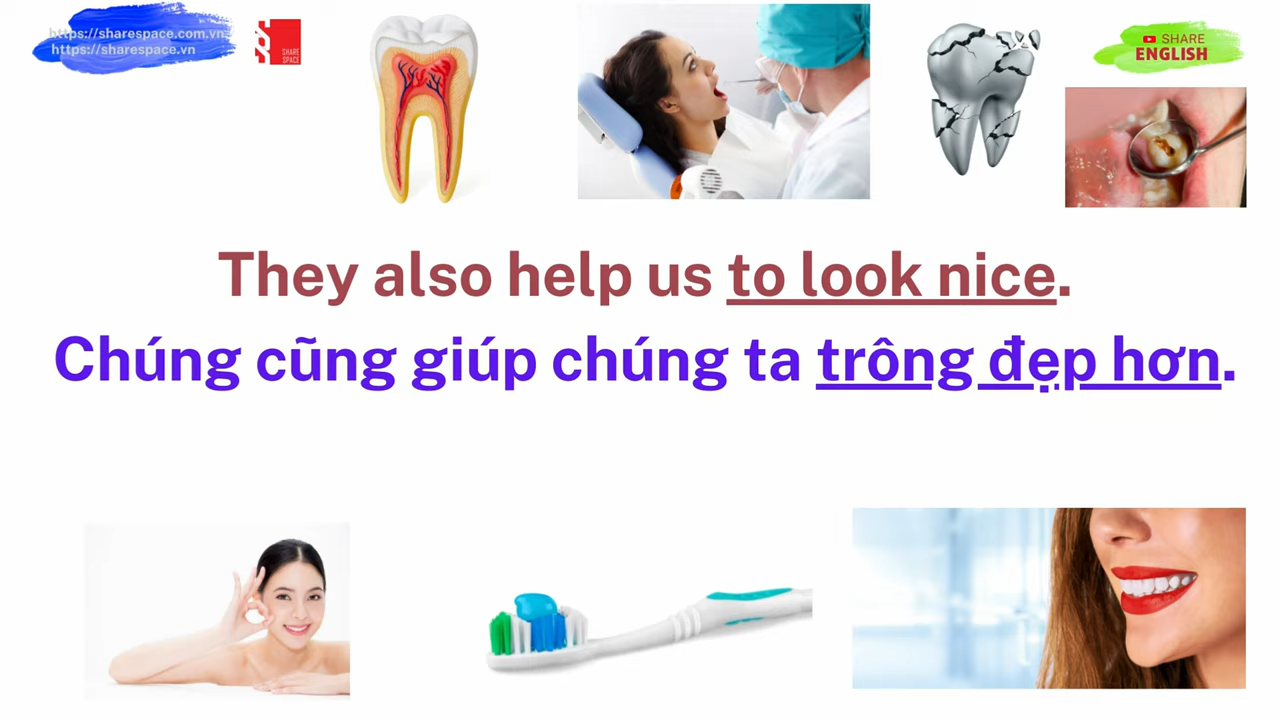 https://sharespace.com.vn/
https://sharespace.vn
SHARE
SPACE
SHARE
ENGLISH
They also help us to look nice.
Chúng cũng giúp chúng ta trông đẹp hơn.